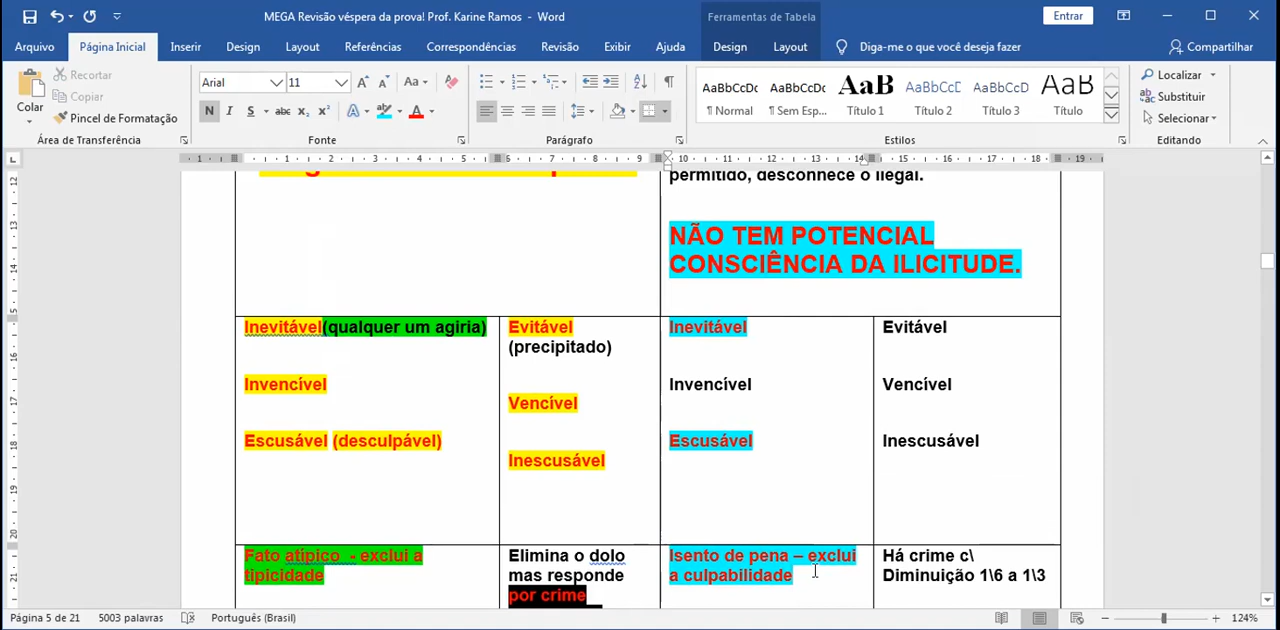 MEGA Revisão véspera da prova! Prof. Karine Ramos - Word
Ferramentas de Tabela
Entrar
Arquivo Página Inicial Inserir Design Layout Referências Correspondências Revisão Exibir Ajuda Design Layout Diga-me o que você deseja fazer Compartilhar
Colar
Recortar
Copiar
Pincel de Formatação
Área de Transferência
Arial 11
N I S abc x₂ x²
Fonte
Parágrafo
AaBbCcDc ¶ Normal
AaBbCcDc ¶ Sem Esp...
AaB Título 1
AaBbCcD Título 2
AaBbCcD Título 3
AaB Título
Estilos
Localizar
Substituir
Selecionar
Editando
permitido, desconhece o ilegal.
NÃO TEM POTENCIAL
CONSCIÊNCIA DA ILICITUDE.
Inevitável(qualquer um agiria)
Invencível
Escusável (desculpável)
Evitável
(precipitado)
Vencível
Inescusável
Inevitável
Invencível
Escusável
Evitável
Vencível
Inescusável
Fato atípico - exclui a
tipicidade
Elimina o dolo
mas responde
por crime
Isento de pena – exclui
a culpabilidade
Há crime c\
Diminuição 1\6 a 1\3
Página 5 de 21 5003 palavras Português (Brasil) 124%